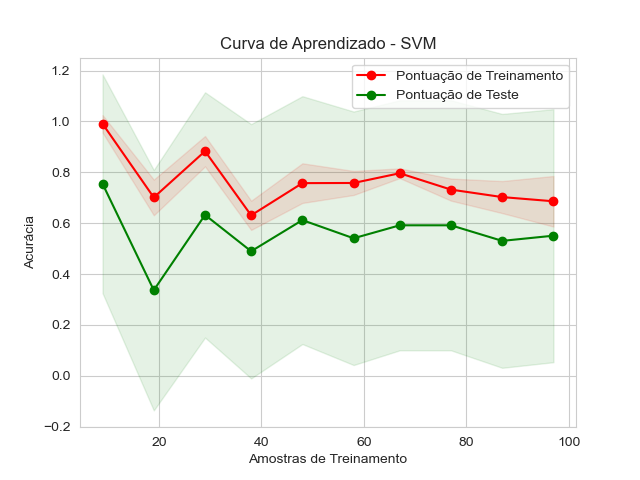 Curva de Aprendizado - SVM
Pontuação de Treinamento
Pontuação de Teste
Acurácia
1.2
1.0
0.8
0.6
0.4
0.2
0.0
−0.2
20
40
60
80
100
Amostras de Treinamento